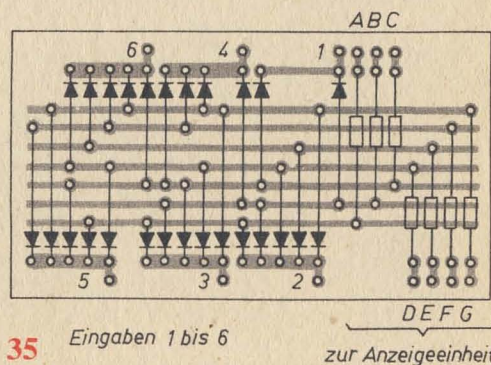 ABC
6 4 1
5 3 2
DEFG
35 Eingaben 1 bis 6
zur Anzeigeeinheit